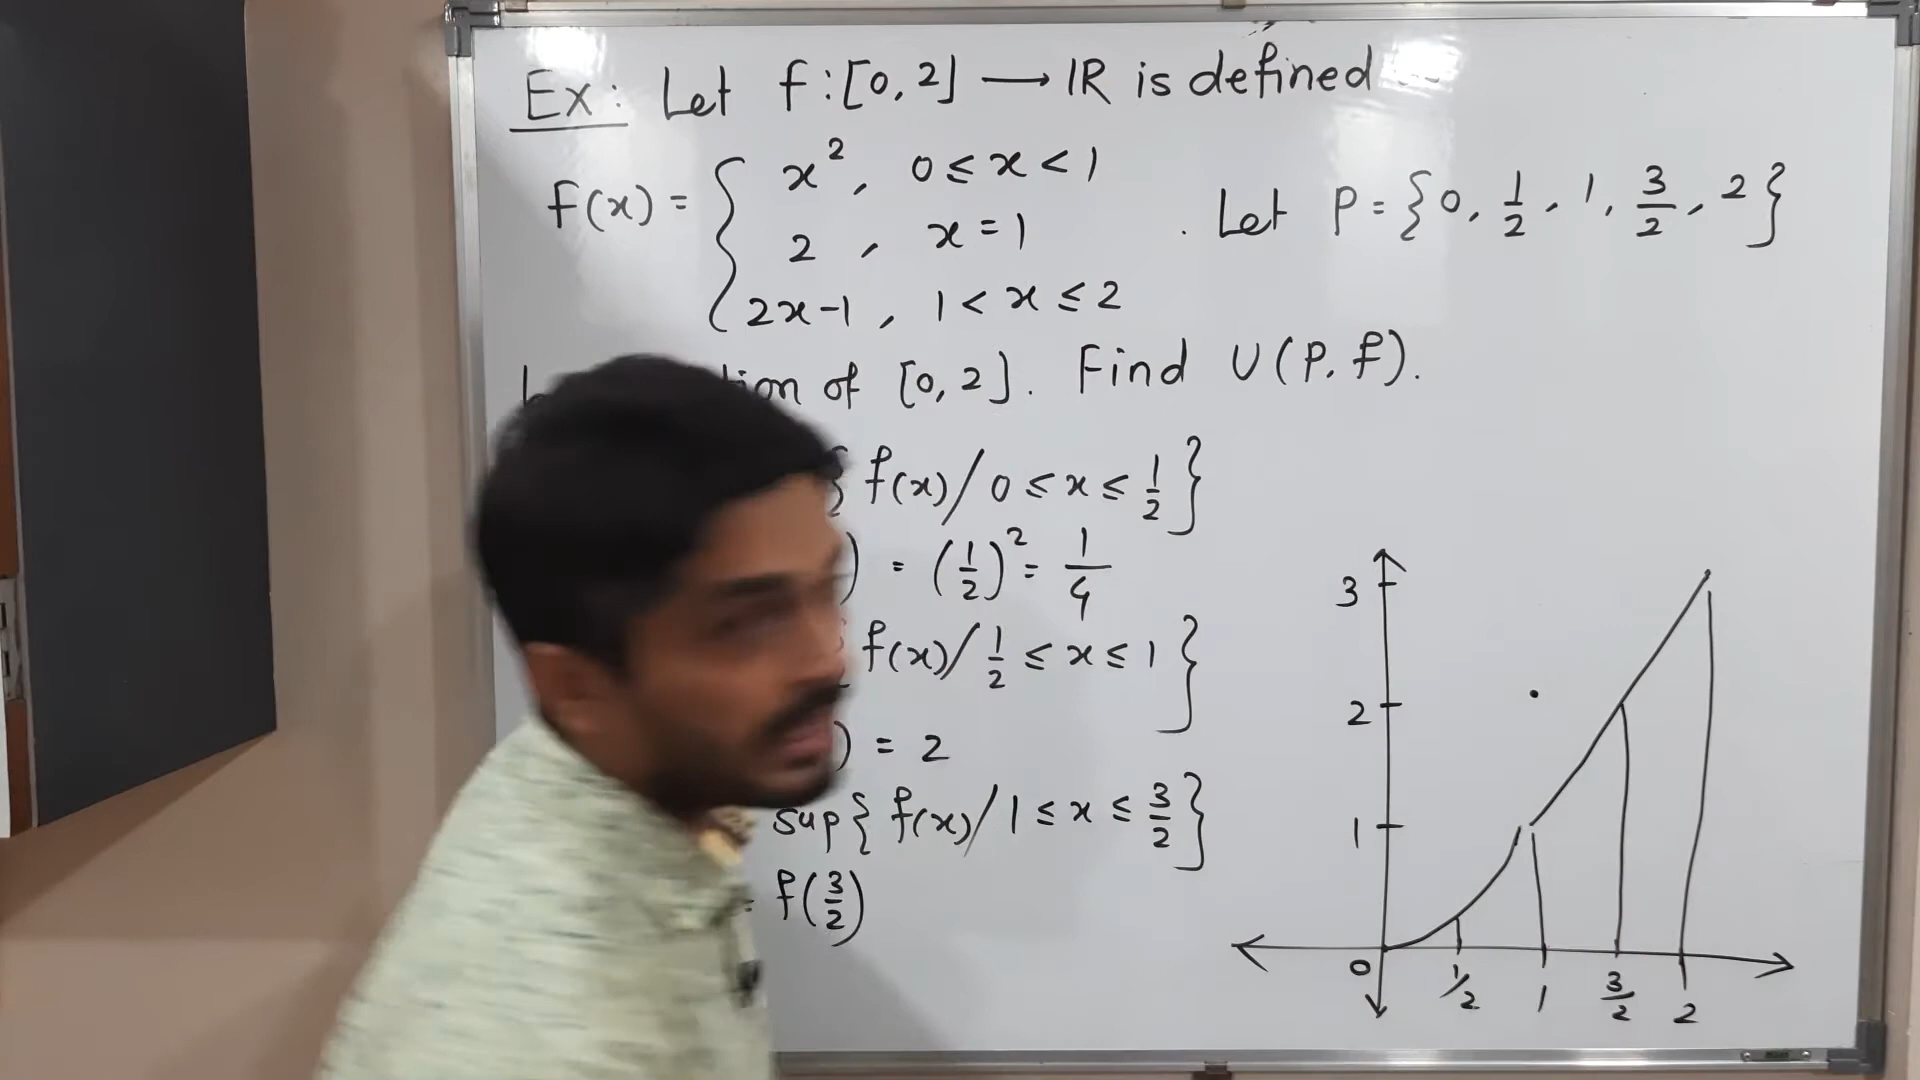 Ex: Let f:[0,2] → IR is defined
f(x) = { x², 0 ≤ x < 1
2, x = 1
2x-1, 1 < x ≤ 2
. Let P = {0, 1/2, 1, 3/2, 2}
of [0,2]. Find U(P,f).
f(x)/0 ≤ x ≤ 1/2}
) = (1/2)² = 1/4
f(x)/1/2 ≤ x ≤ 1}
) = 2
sup{f(x)/1 ≤ x ≤ 3/2}
= f(3/2)
3
2
1
0 1/2 1 3/2 2